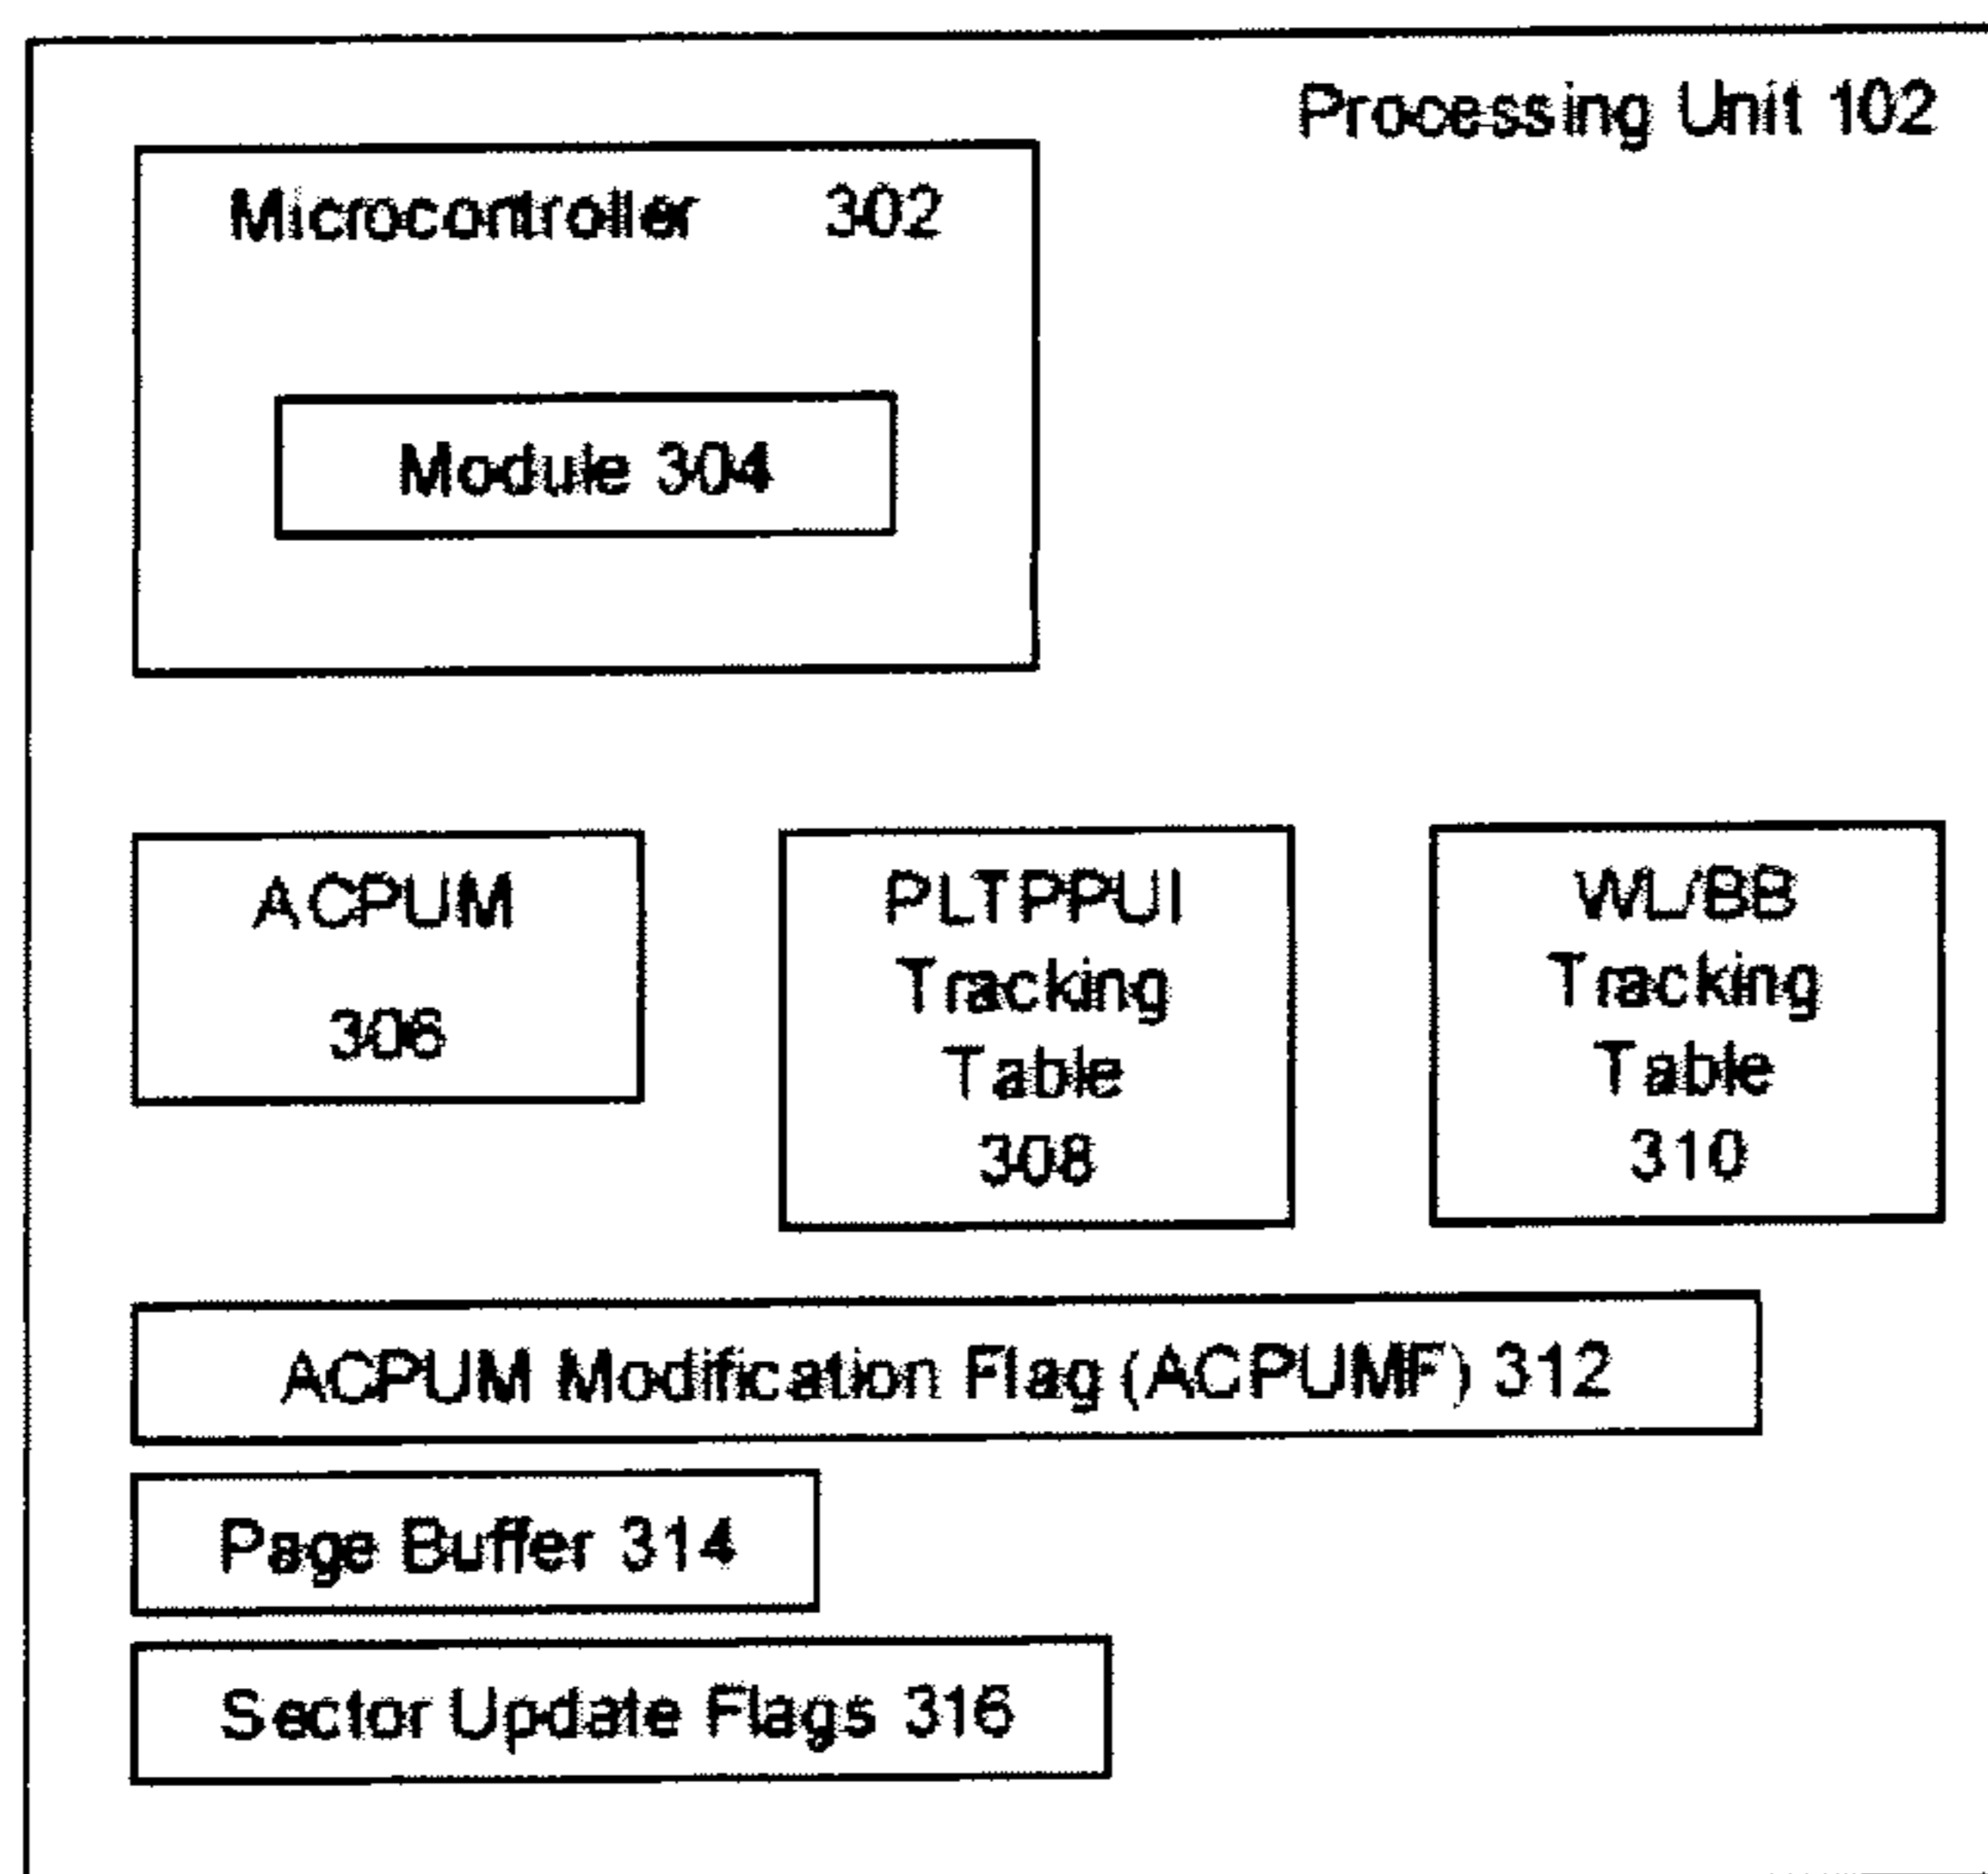 Processing Unit 102
Microcontroller 302
Module 304
ACPUM
306
PLTPPUI
Tracking
Table
308
WL/BB
Tracking
Table
310
ACPUM Modification Flag (ACPUMF) 312
Page Buffer 314
Sector Update Flags 316